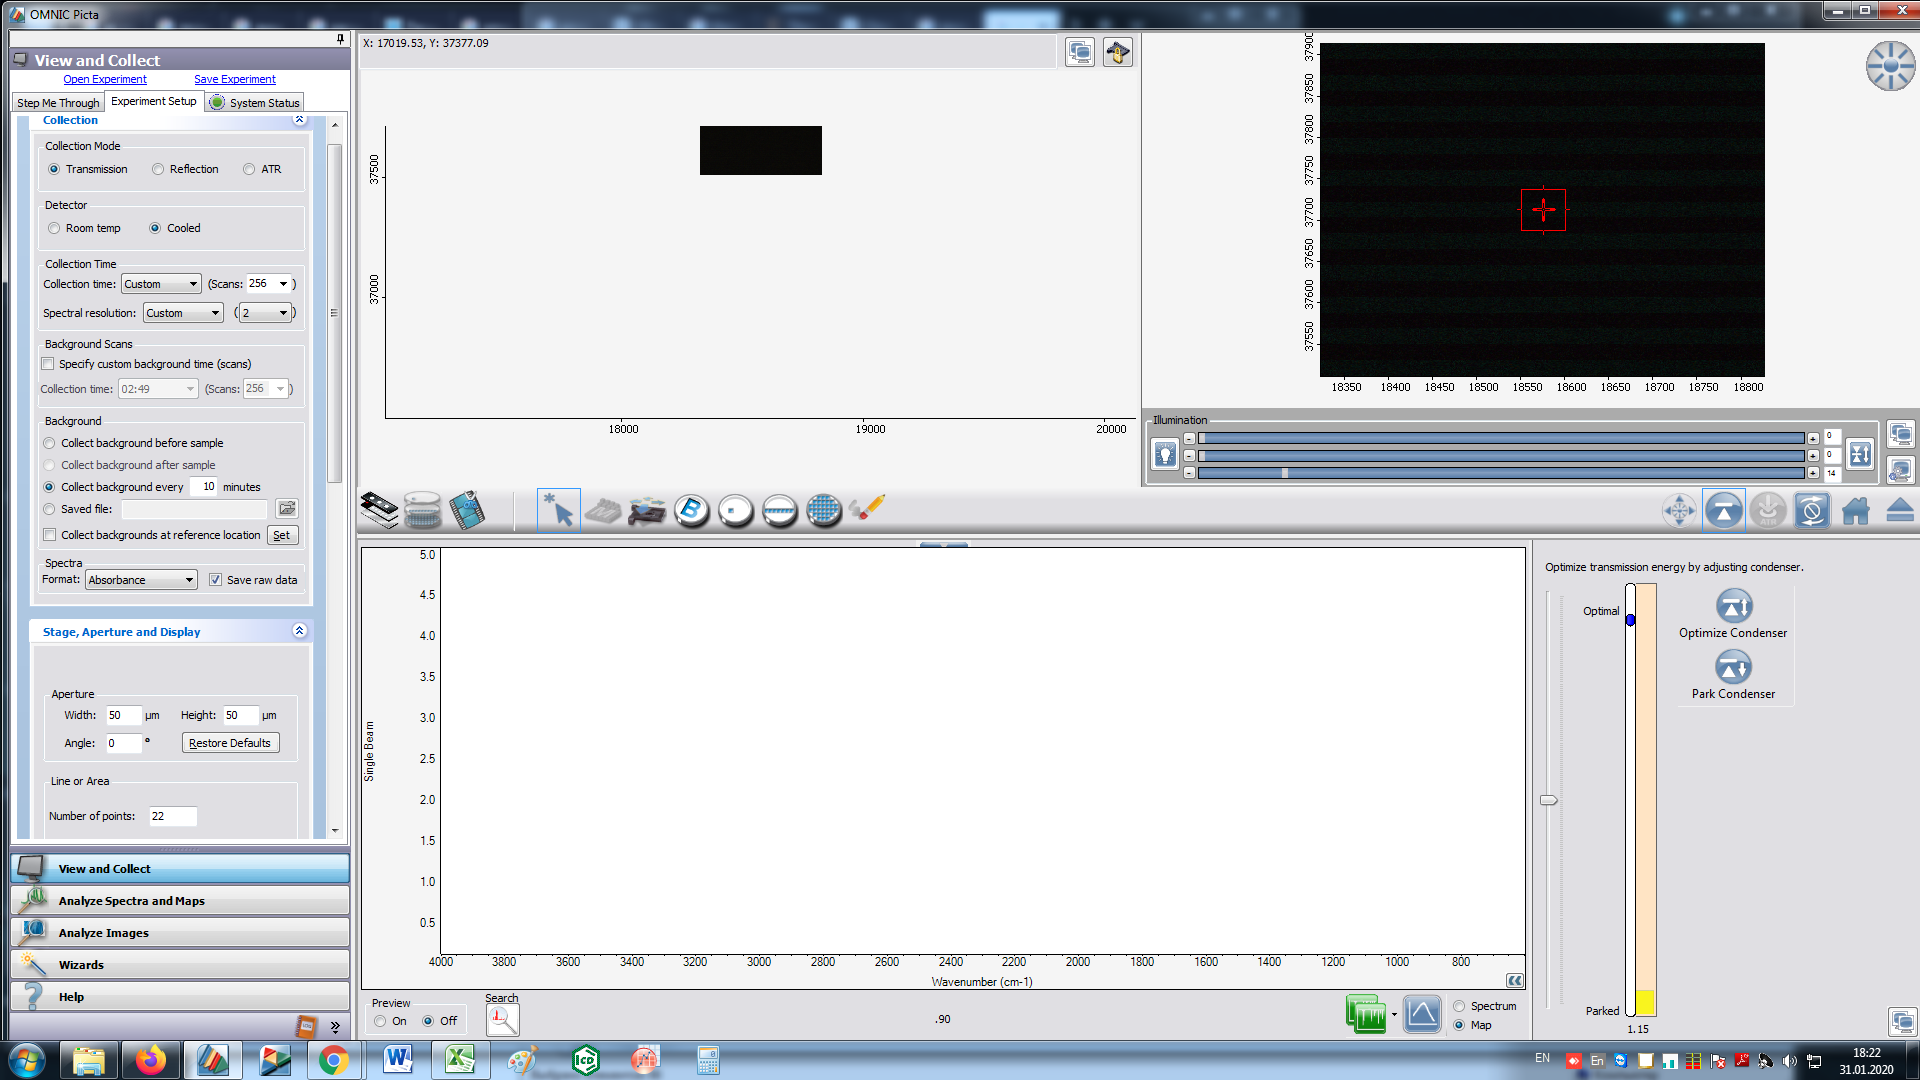 OMNIC Picta
View and Collect
Open Experiment Save Experiment
Step Me Through Experiment Setup System Status
Collection
Collection Mode
Transmission Reflection ATR
Detector
Room temp Cooled
Collection Time
Collection time: Custom (Scans: 256 )
Spectral resolution: Custom ( 2 )
Background Scans
Specify custom background time (scans)
Collection time: 02:49 (Scans: 256 )
Background
Collect background before sample
Collect background after sample
Collect background every 10 minutes
Saved file:
Collect backgrounds at reference location Set
Spectra
Format: Absorbance Save raw data
Stage, Aperture and Display
Aperture
Width: 50 µm Height: 50 µm
Angle: 0 ° Restore Defaults
Line or Area
Number of points: 22
View and Collect
Analyze Spectra and Maps
Analyze Images
Wizards
Help
X: 17019.53, Y: 37377.09
37500
37000
18000 19000 20000
37900
37850
37800
37750
37700
37650
37600
37550
18350 18400 18450 18500 18550 18600 18650 18700 18750 18800
Illumination
0
0
14
B
ATR
5.0
4.5
4.0
3.5
3.0
2.5
2.0
1.5
1.0
0.5
Single Beam
4000 3800 3600 3400 3200 3000 2800 2600 2400 2200 2000 1800 1600 1400 1200 1000 800
Wavenumber (cm-1)
Optimize transmission energy by adjusting condenser.
Optimal
Optimize Condenser
Park Condenser
Parked
1.15
Preview
On Off
Search
.90
Spectrum
Map
EN En
18:22
31.01.2020